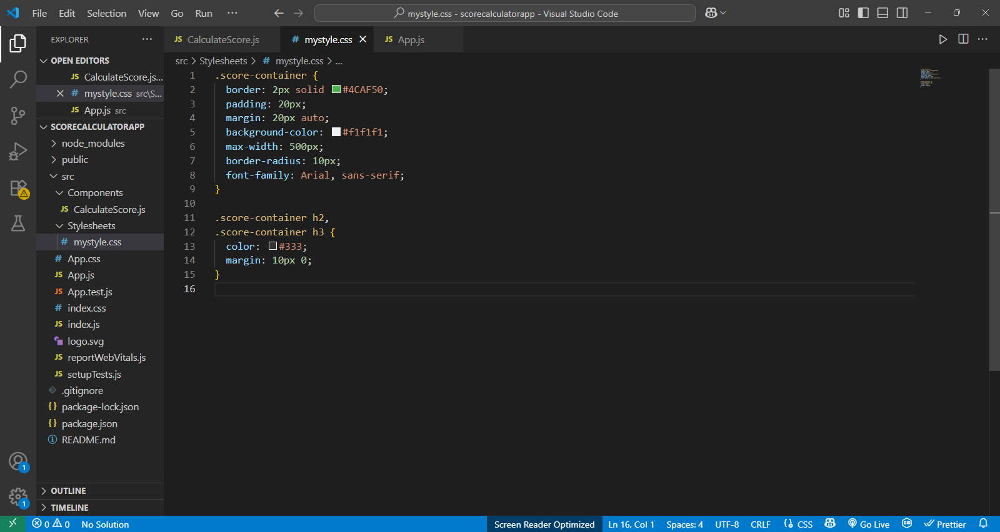 File Edit Selection View Go Run ···
mystyle.css - scorecalculatorapp - Visual Studio Code
EXPLORER
OPEN EDITORS
JS CalculateScore.js...
# mystyle.css src\S...
JS App.js src
SCORECALCULATORAPP
node_modules
public
src
Components
JS CalculateScore.js
Stylesheets
# mystyle.css
# App.css
JS App.js
JS App.test.js
# index.css
JS index.js
logo.svg
JS reportWebVitals.js
JS setupTests.js
.gitignore
{} package-lock.json
{} package.json
README.md
OUTLINE
TIMELINE
1
1
JS CalculateScore.js # mystyle.css JS App.js
src > Stylesheets > # mystyle.css > ...
1 .score-container {
2 border: 2px solid #4CAF50;
3 padding: 20px;
4 margin: 20px auto;
5 background-color: #f1f1f1;
6 max-width: 500px;
7 border-radius: 10px;
8 font-family: Arial, sans-serif;
9 }
10
11 .score-container h2,
12 .score-container h3 {
13 color: #333;
14 margin: 10px 0;
15 }
16
0 0 No Solution Screen Reader Optimized Ln 16, Col 1 Spaces: 4 UTF-8 CRLF {} CSS Go Live Prettier